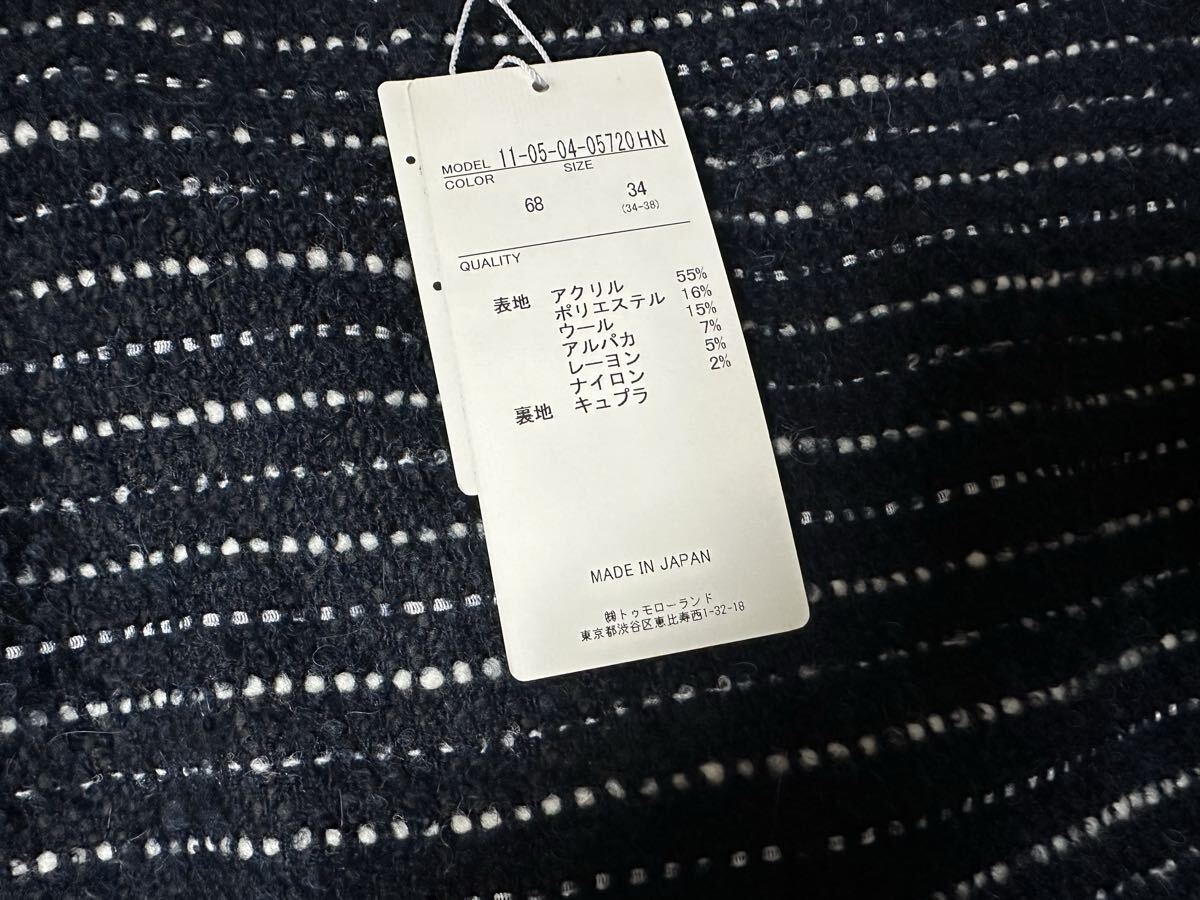 MODEL 11-05-04-05720HN
COLOR SIZE
68 34
(34-38)
QUALITY
表地 アクリル 55%
ポリエステル 16%
ウール 15%
アルパカ 7%
レーヨン 5%
ナイロン 2%
裏地 キュプラ
MADE IN JAPAN
㈱トゥモローランド
東京都渋谷区恵比寿西1-32-18